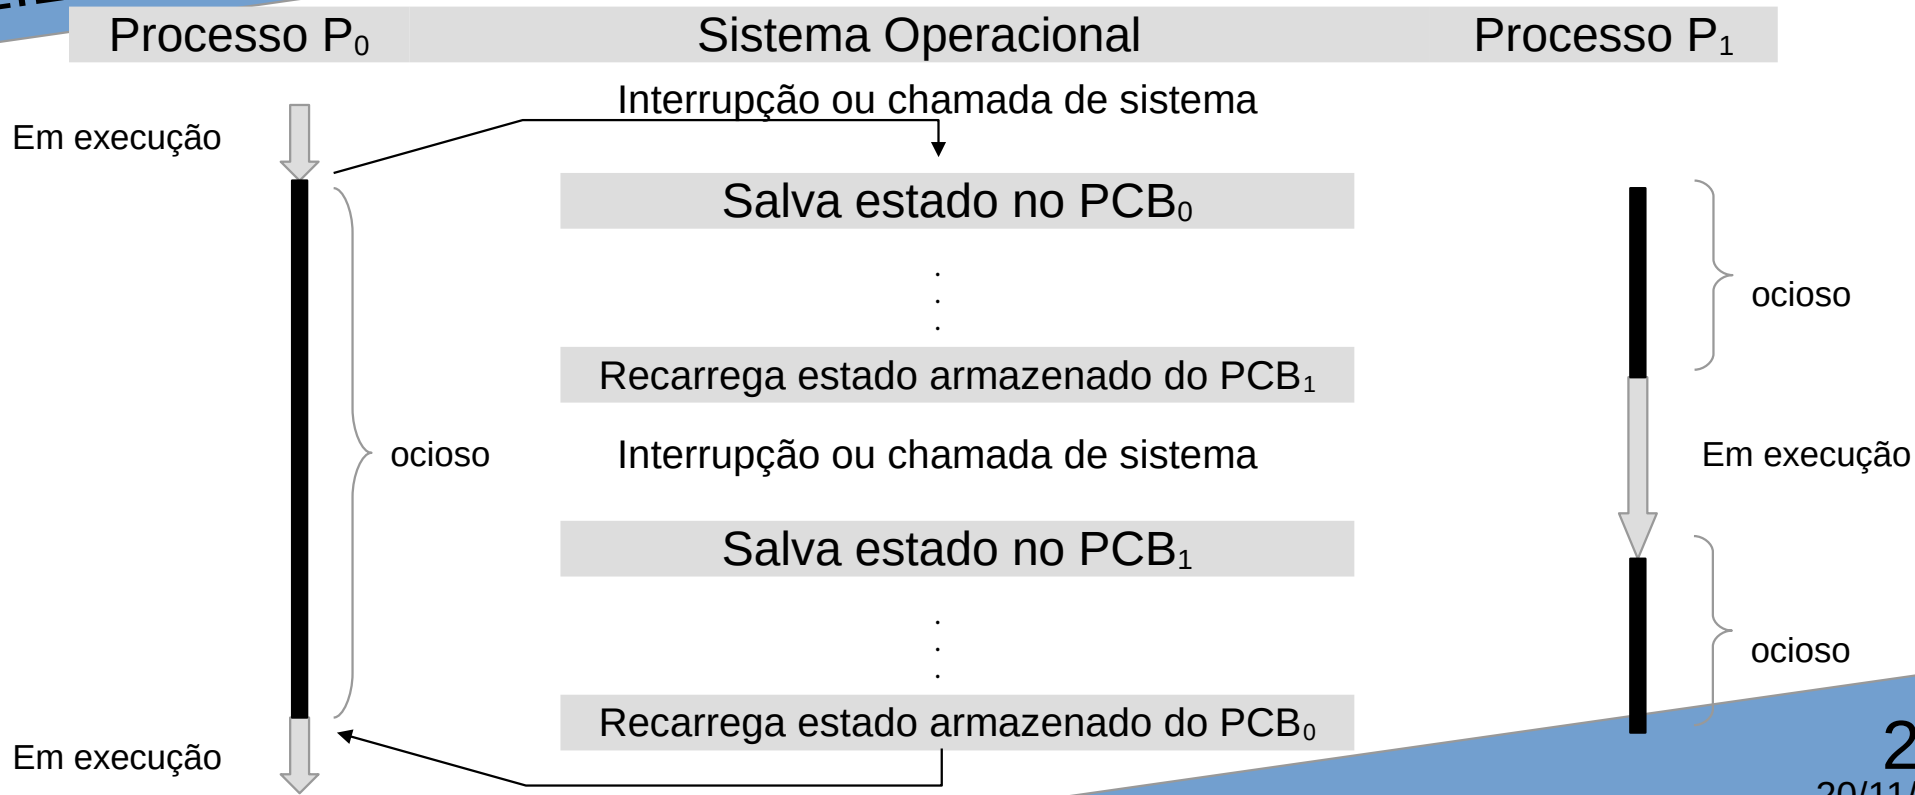 Processo P₀ Sistema Operacional Processo P₁
Interrupção ou chamada de sistema
Em execução
Salva estado no PCB₀
.
.
.
ocioso
Recarrega estado armazenado do PCB₁
ocioso
Interrupção ou chamada de sistema
Em execução
Salva estado no PCB₁
.
.
.
ocioso
Recarrega estado armazenado do PCB₀
Em execução
2
20/11/